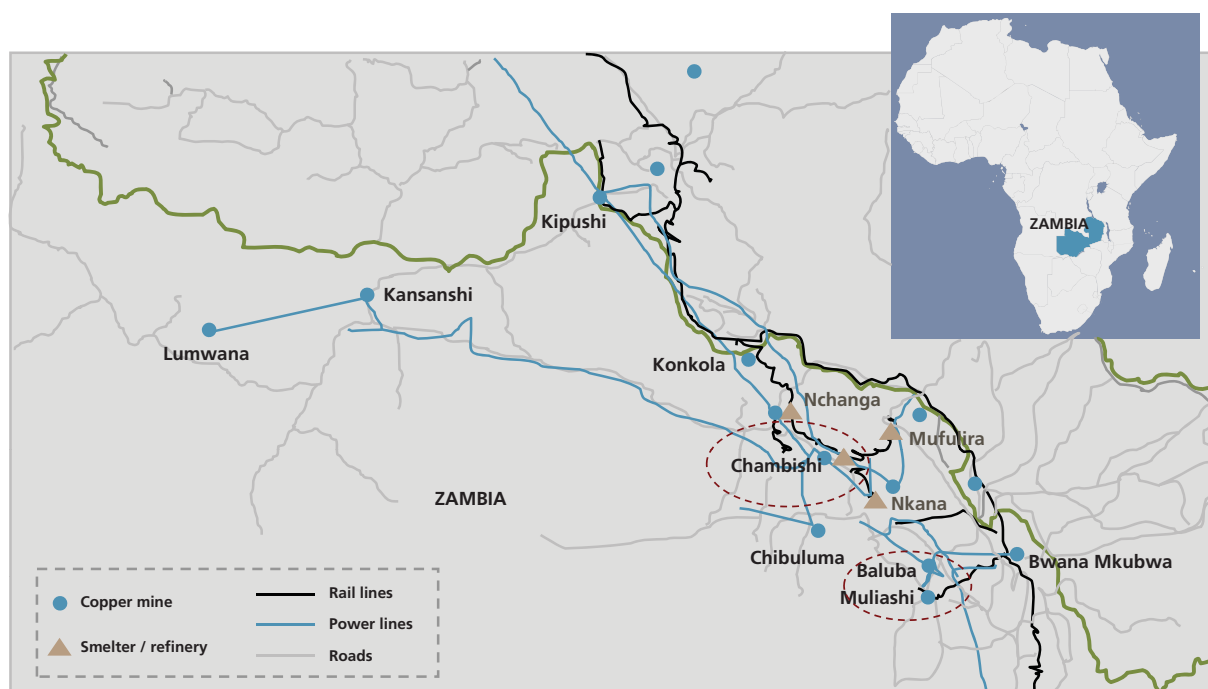 ZAMBIA
Kipushi
Kansanshi
Lumwana
Konkola
Nchanga
Mufulira
Chambishi
ZAMBIA
Nkana
Chibuluma
Baluba
Bwana Mkubwa
Muliashi
Copper mine
Smelter / refinery
Rail lines
Power lines
Roads